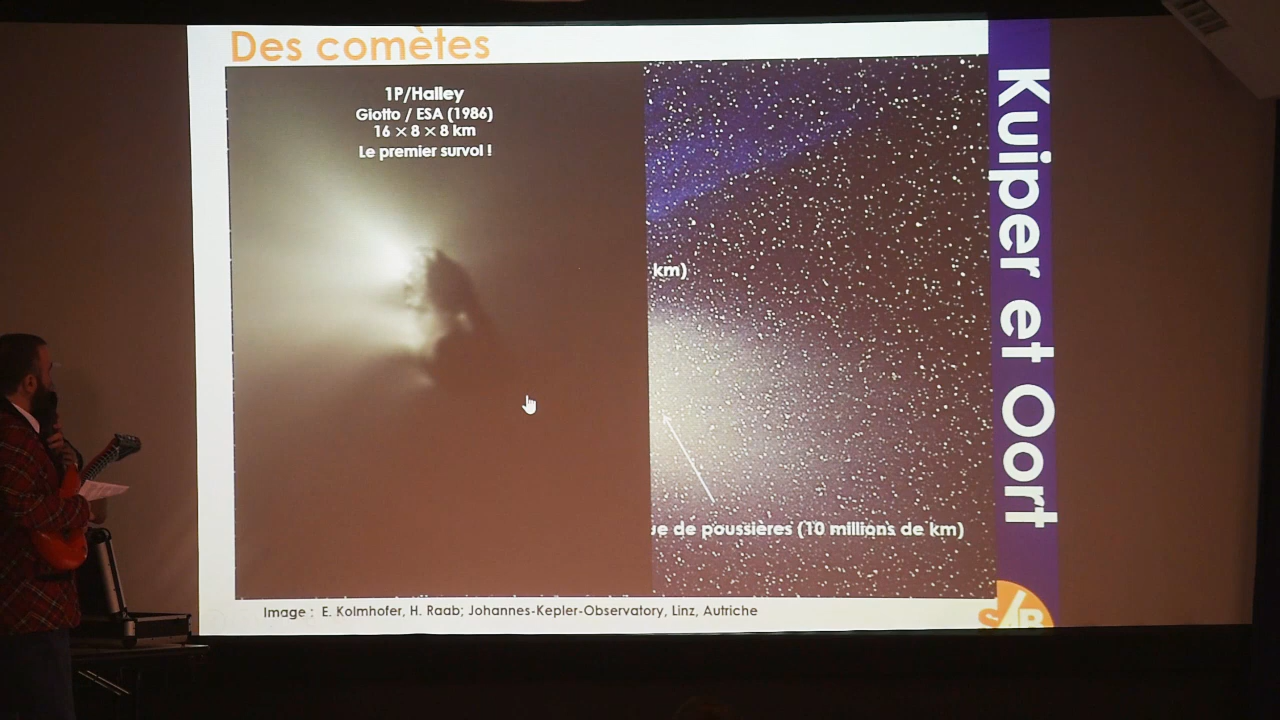 Des comètes
1P/Halley
Giotto / ESA (1986)
16 × 8 × 8 km
Le premier survol !
km)
ue de poussières (10 millions de km)
Image : E. Kolmhofer, H. Raab; Johannes-Kepler-Observatory, Linz, Autriche
Kuiper et Oort